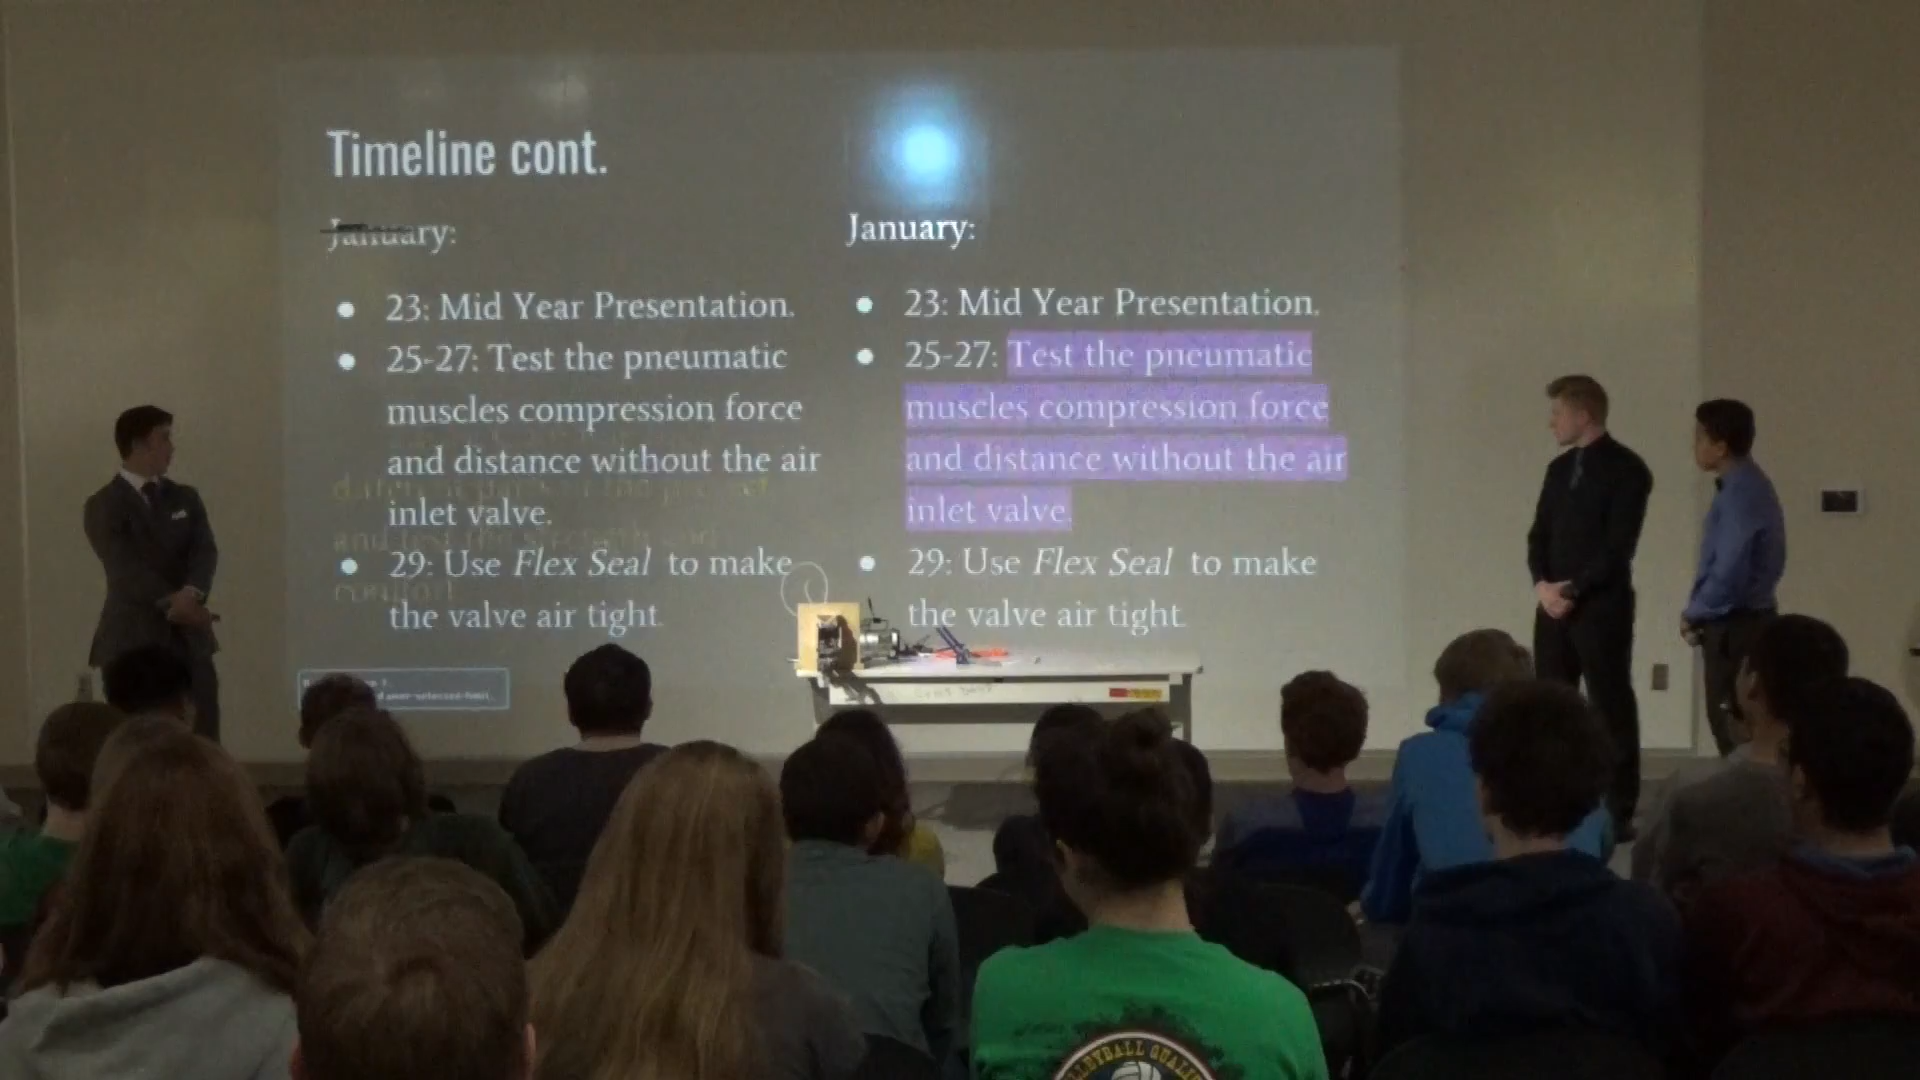 Timeline cont.
January:
23: Mid Year Presentation.
25-27: Test the pneumatic
muscles compression force
and distance without the air
inlet valve.
29: Use Flex Seal to make
the valve air tight.
January:
23: Mid Year Presentation.
25-27: Test the pneumatic
muscles compression force
and distance without the air
inlet valve.
29: Use Flex Seal to make
the valve air tight.